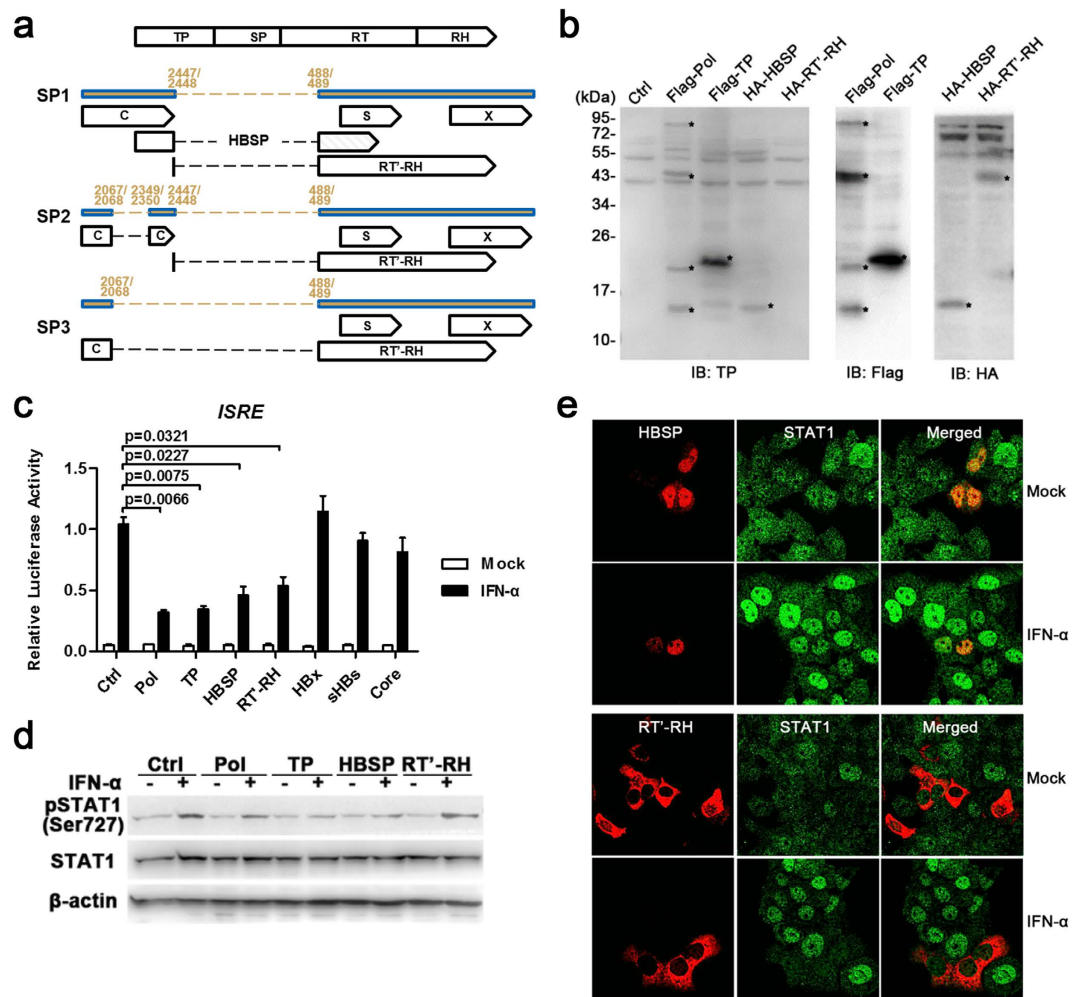 a
TP SP RT RH
2447/ 488/
2448 489
SP1
C S X
HBSP
RT'-RH
2067/ 2349/ 2447/ 488/
2068 2350 2448 489
SP2
C C S X
RT'-RH
2067/ 488/
2068 489
SP3
S X
C RT'-RH
b
(kDa) Ctrl Flag-Pol Flag-TP HA-HBSP HA-RT'-RH Flag-Pol Flag-TP HA-HBSP HA-RT'-RH
95-
72-
55-
43-
34-
26-
17-
10-
* * * * * * * * * * * * *
IB: TP IB: Flag IB: HA
c
ISRE
p=0.0321
p=0.0227
p=0.0075
p=0.0066
Relative Luciferase Activity
1.5
1.0
0.5
0.0
Mock
IFN-α
Ctrl Pol TP HBSP RT'-RH HBx sHBs Core
d
Ctrl Pol TP HBSP RT'-RH
IFN-α - + - + - + - + - +
pSTAT1
(Ser727)
STAT1
β-actin
e
HBSP STAT1 Merged
Mock
IFN-α
RT'-RH STAT1 Merged
Mock
IFN-α